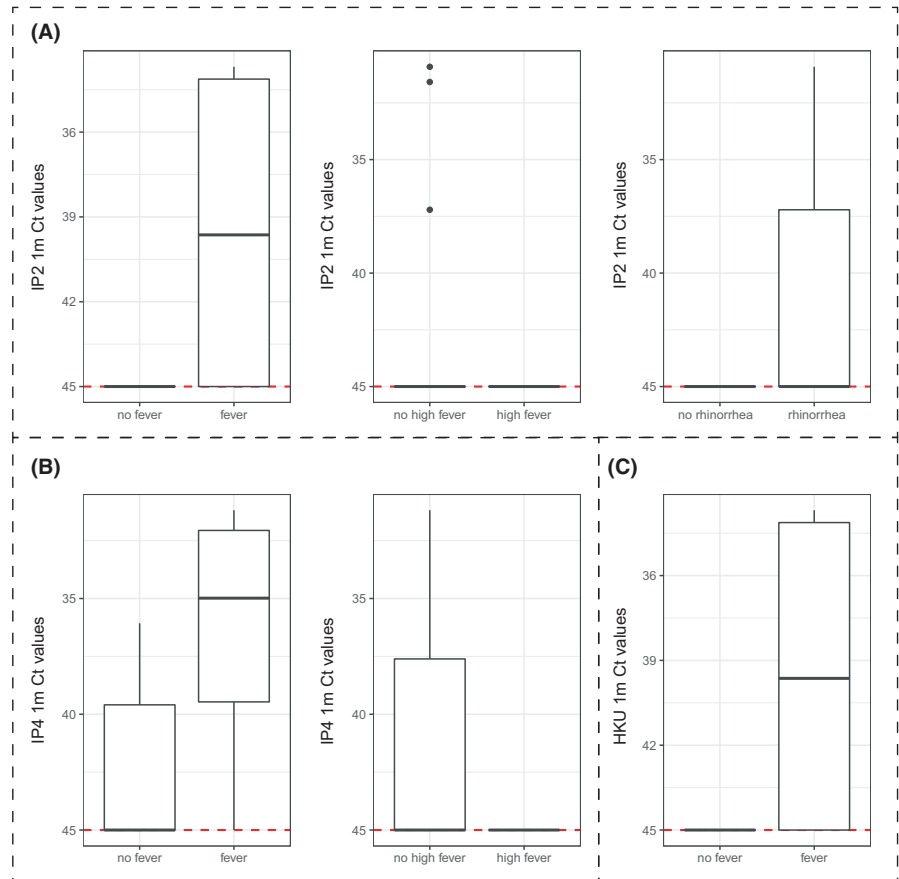 (A)
IP2 1m Ct values
36
39
42
45
no fever
fever
IP2 1m Ct values
35
40
45
no high fever
high fever
IP2 1m Ct values
35
40
45
no rhinorrhea
rhinorrhea
(B)
IP4 1m Ct values
35
40
45
no fever
fever
IP4 1m Ct values
35
40
45
no high fever
high fever
(C)
HKU 1m Ct values
36
39
42
45
no fever
fever